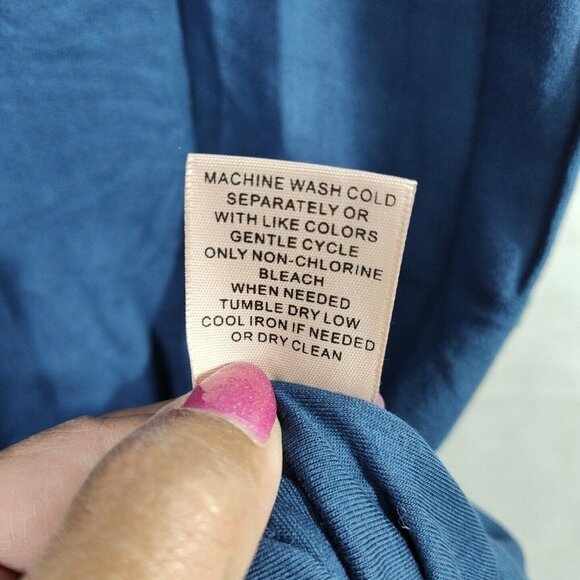 MACHINE WASH COLD
SEPARATELY OR
WITH LIKE COLORS
GENTLE CYCLE
ONLY NON-CHLORINE
BLEACH
WHEN NEEDED
TUMBLE DRY LOW
COOL IRON IF NEEDED
OR DRY CLEAN